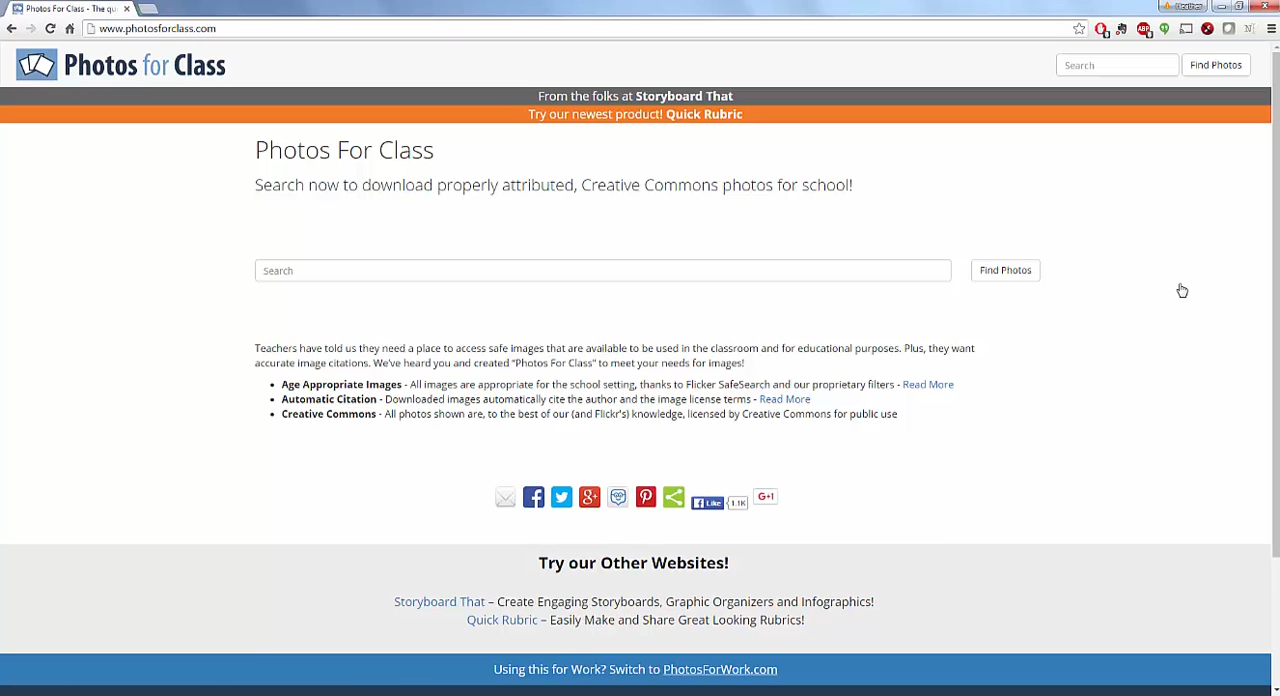 Photos For Class - The qu
Heather
www.photosforclass.com
Photos for Class
Search
Find Photos
From the folks at Storyboard That
Try our newest product! Quick Rubric
Photos For Class
Search now to download properly attributed, Creative Commons photos for school!
Search
Find Photos
Teachers have told us they need a place to access safe images that are available to be used in the classroom and for educational purposes. Plus, they want
accurate image citations. We've heard you and created "Photos For Class" to meet your needs for images!
• Age Appropriate Images - All images are appropriate for the school setting, thanks to Flicker SafeSearch and our proprietary filters - Read More
• Automatic Citation - Downloaded images automatically cite the author and the image license terms - Read More
• Creative Commons - All photos shown are, to the best of our (and Flickr's) knowledge, licensed by Creative Commons for public use
Like 1.1K
G+1
Try our Other Websites!
Storyboard That – Create Engaging Storyboards, Graphic Organizers and Infographics!
Quick Rubric – Easily Make and Share Great Looking Rubrics!
Using this for Work? Switch to PhotosForWork.com